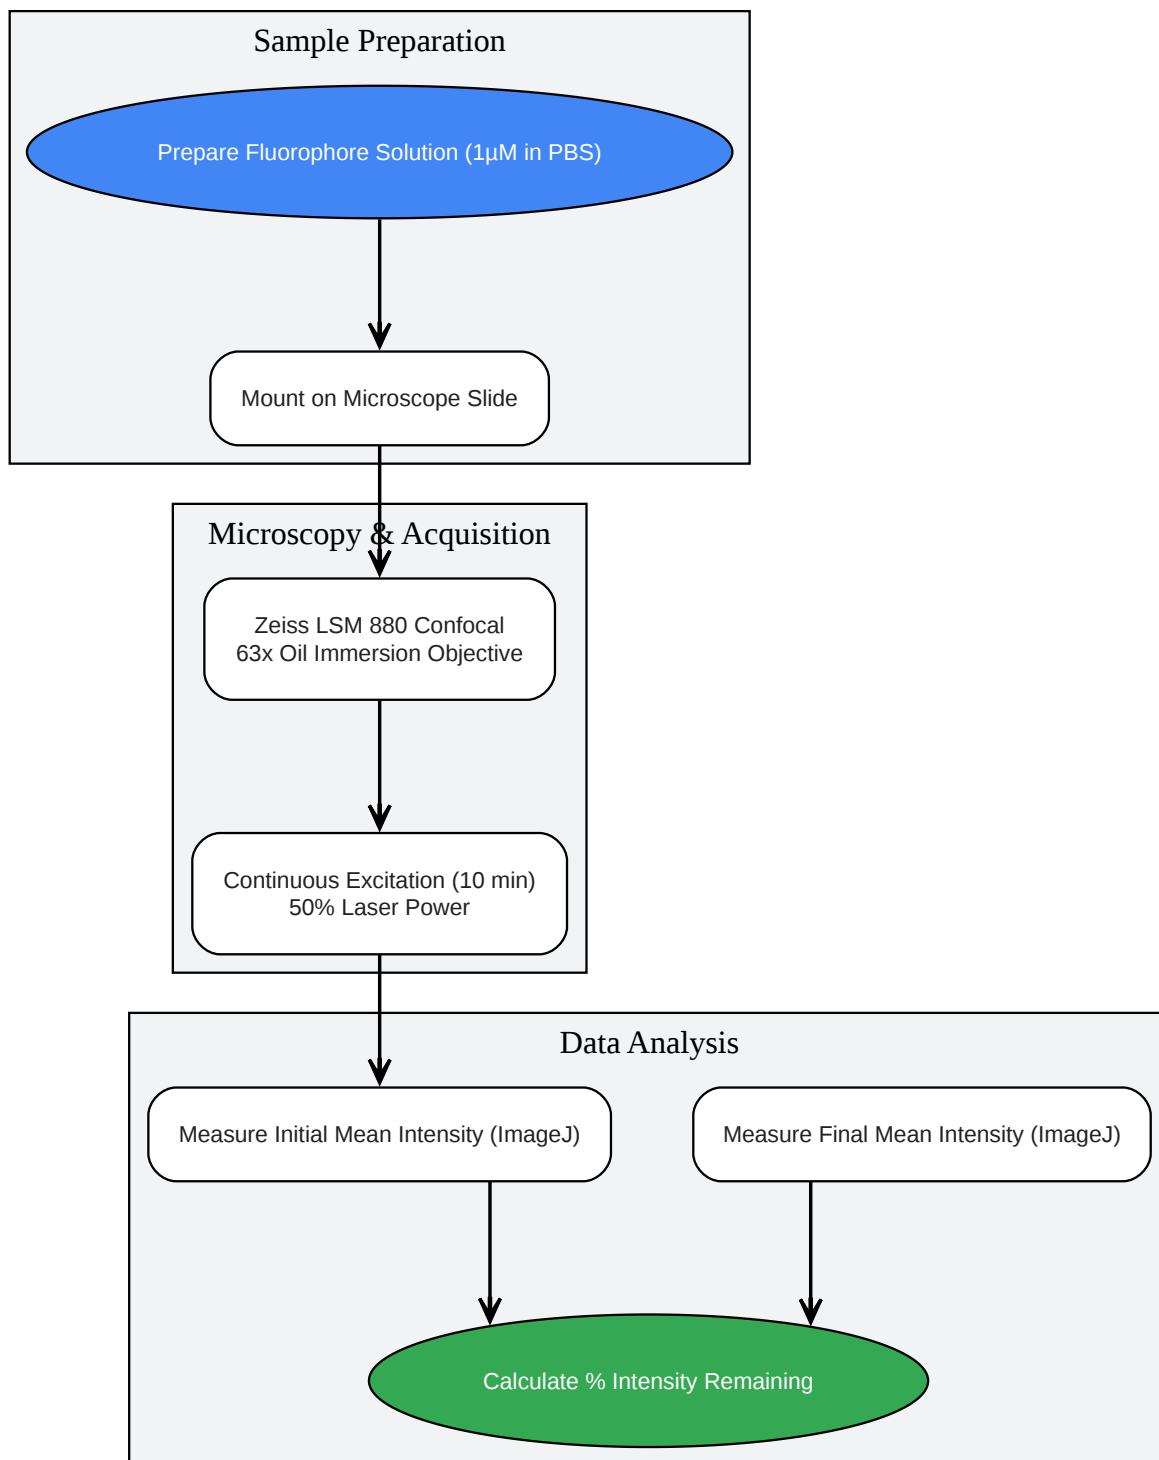 Sample Preparation
Prepare Fluorophore Solution (1µM in PBS)
Mount on Microscope Slide
Microscopy & Acquisition
Zeiss LSM 880 Confocal
63x Oil Immersion Objective
Continuous Excitation (10 min)
50% Laser Power
Data Analysis
Measure Initial Mean Intensity (ImageJ)
Measure Final Mean Intensity (ImageJ)
Calculate % Intensity Remaining